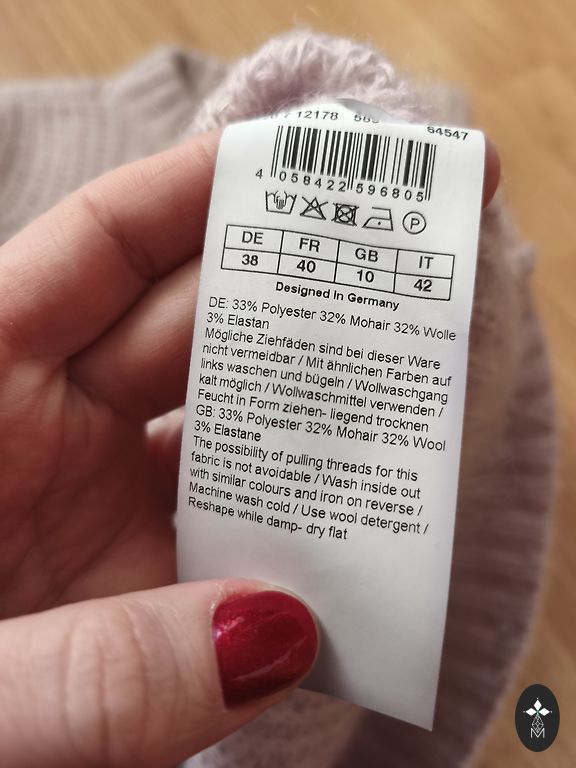 7 12178
64547
4 058422 596805
P
DE FR GB IT
38 40 10 42
Designed in Germany
DE: 33% Polyester 32% Mohair 32% Wolle
3% Elastan
Mögliche Ziehfäden sind bei dieser Ware
nicht vermeidbar / Mit ähnlichen Farben auf
links waschen und bügeln / Wollwaschgang
kalt möglich / Wollwaschmittel verwenden /
Feucht in Form ziehen- liegend trocknen
GB: 33% Polyester 32% Mohair 32% Wool
3% Elastane
The possibility of pulling threads for this
fabric is not avoidable / Wash inside out
with similar colours and iron on reverse /
Machine wash cold / Use wool detergent /
Reshape while damp- dry flat
M